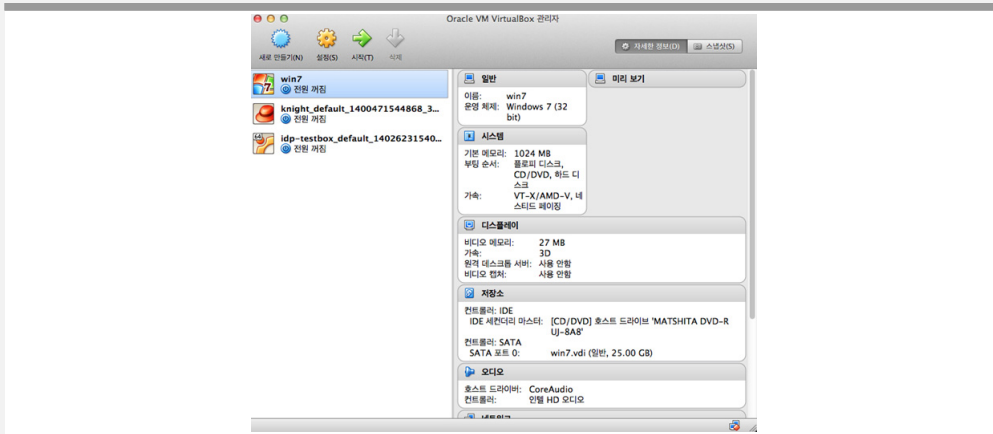 Oracle VM VirtualBox 관리자
새로 만들기(N)
설정(S)
시작(T)
삭제
자세한 정보(D)
스냅샷(S)
win7
전원 꺼짐
knight_default_1400471544868_3...
전원 꺼짐
idp-testbox_default_14026231540...
전원 꺼짐
일반
이름: win7
운영 체제: Windows 7 (32
bit)
미리 보기
시스템
기본 메모리: 1024 MB
부팅 순서: 플로피 디스크,
CD/DVD, 하드 디
스크
가속: VT-x/AMD-V, 네
스티드 페이징
디스플레이
비디오 메모리: 27 MB
가속: 3D
원격 데스크톱 서버: 사용 안함
비디오 캡처: 사용 안함
저장소
컨트롤러: IDE
IDE 세컨더리 마스터: [CD/DVD] 호스트 드라이브 'MATSHITA DVD-R
UJ-8A8'
컨트롤러: SATA
SATA 포트 0: win7.vdi (일반, 25.00 GB)
오디오
호스트 드라이버: CoreAudio
컨트롤러: 인텔 HD 오디오